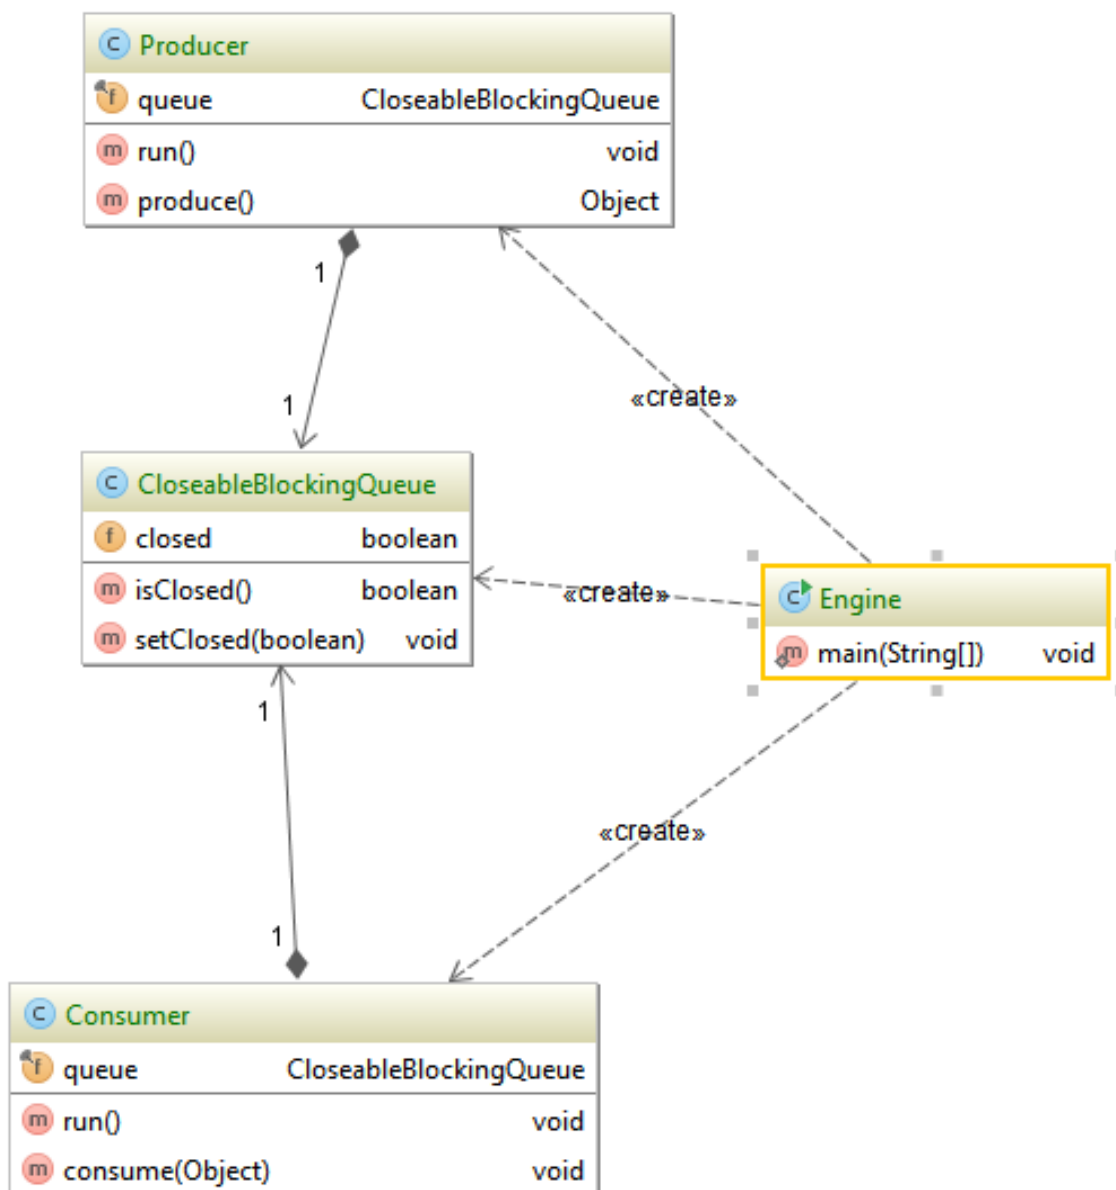 C Producer
f queue CloseableBlockingQueue
m run() void
m produce() Object
1
«create»
1
C CloseableBlockingQueue
f closed boolean
m isClosed() boolean
m setClosed(boolean) void
«create»
C Engine
m main(String[]) void
1
«create»
1
C Consumer
f queue CloseableBlockingQueue
m run() void
m consume(Object) void